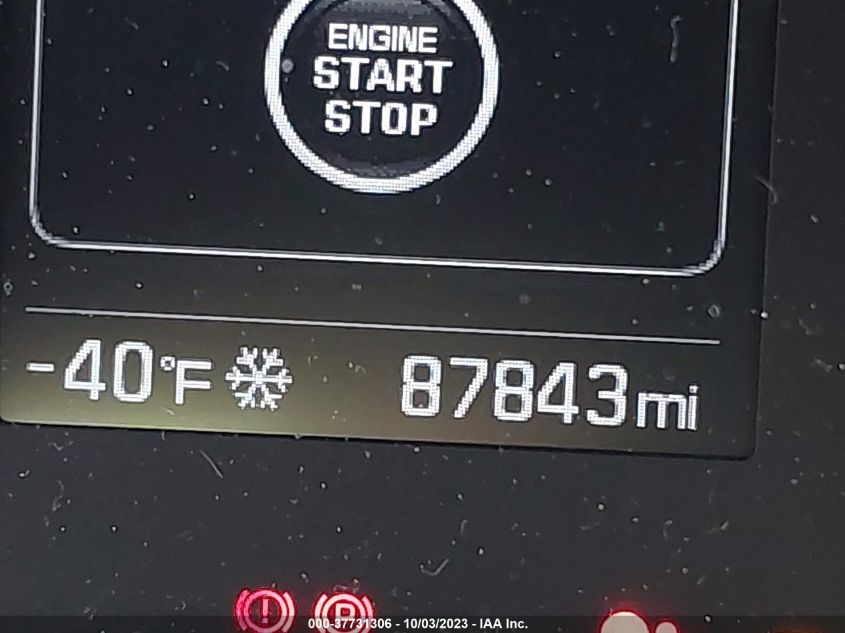 ENGINE
START
STOP
-40°F 87843mi
! P
000-37731306 - 10/03/2023 - IAA Inc.